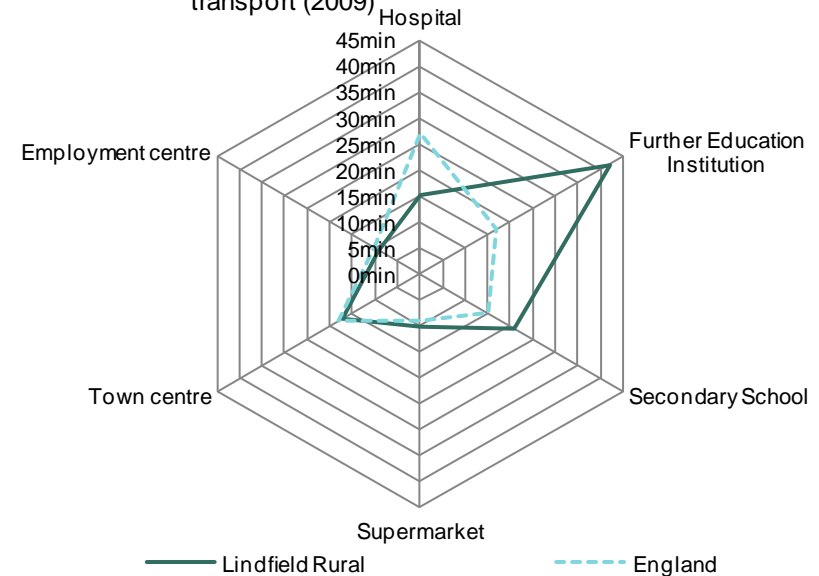 transport (2009)
Hospital
45min
40min
35min
30min
25min
20min
15min
10min
5min
0min
Further Education
Institution
Employment centre
Town centre
Secondary School
Supermarket
Lindfield Rural
England